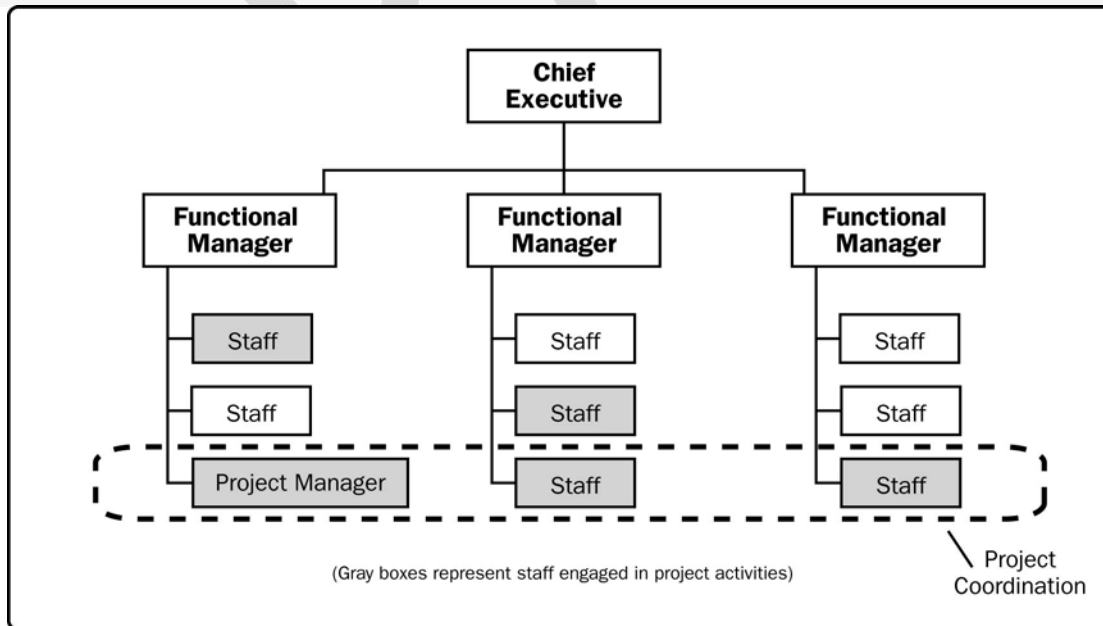 Chief
Executive
Functional
Manager
Functional
Manager
Functional
Manager
Staff
Staff
Staff
Staff
Staff
Staff
Project Manager
Staff
Staff
(Gray boxes represent staff engaged in project activities)
Project
Coordination